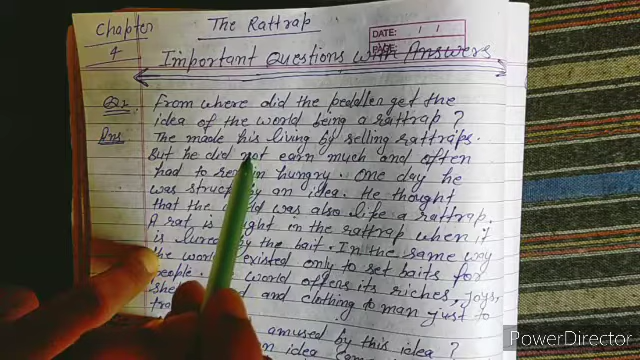 Chapter 4
The Rattrap
DATE: / /
PAGE:
Important Questions with Answers
Q1. From where did the peddler get the
idea of the world being a rattrap?
Ans The made his living by selling rattraps.
But he did not earn much and often
had to remain hungry. One day he
was struck by an idea. He thought
that the world was also like a rattrap.
A rat is caught in the rattrap when it
is lured by the bait. In the same way
the world existed only to set baits for
people. world offers its riches, joys,
and clothing to man just to
amused by this idea?
an idea
PowerDirector